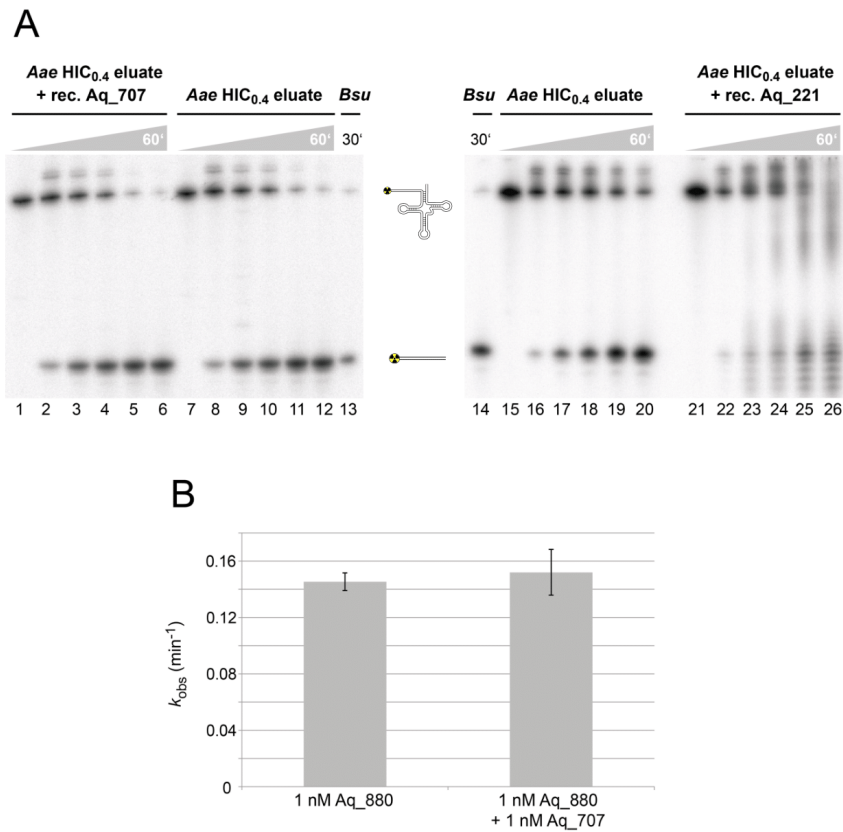 A
Aae HIC0.4 eluate
+ rec. Aq_707
Aae HIC0.4 eluate
Bsu
60‘
60‘
30‘
Bsu
Aae HIC0.4 eluate
Aae HIC0.4 eluate
+ rec. Aq_221
30‘
60‘
60‘
1 2 3 4 5 6 7 8 9 10 11 12 13
14 15 16 17 18 19 20 21 22 23 24 25 26
B
kobs (min-1)
0.16
0.12
0.08
0.04
0
1 nM Aq_880
1 nM Aq_880
+ 1 nM Aq_707